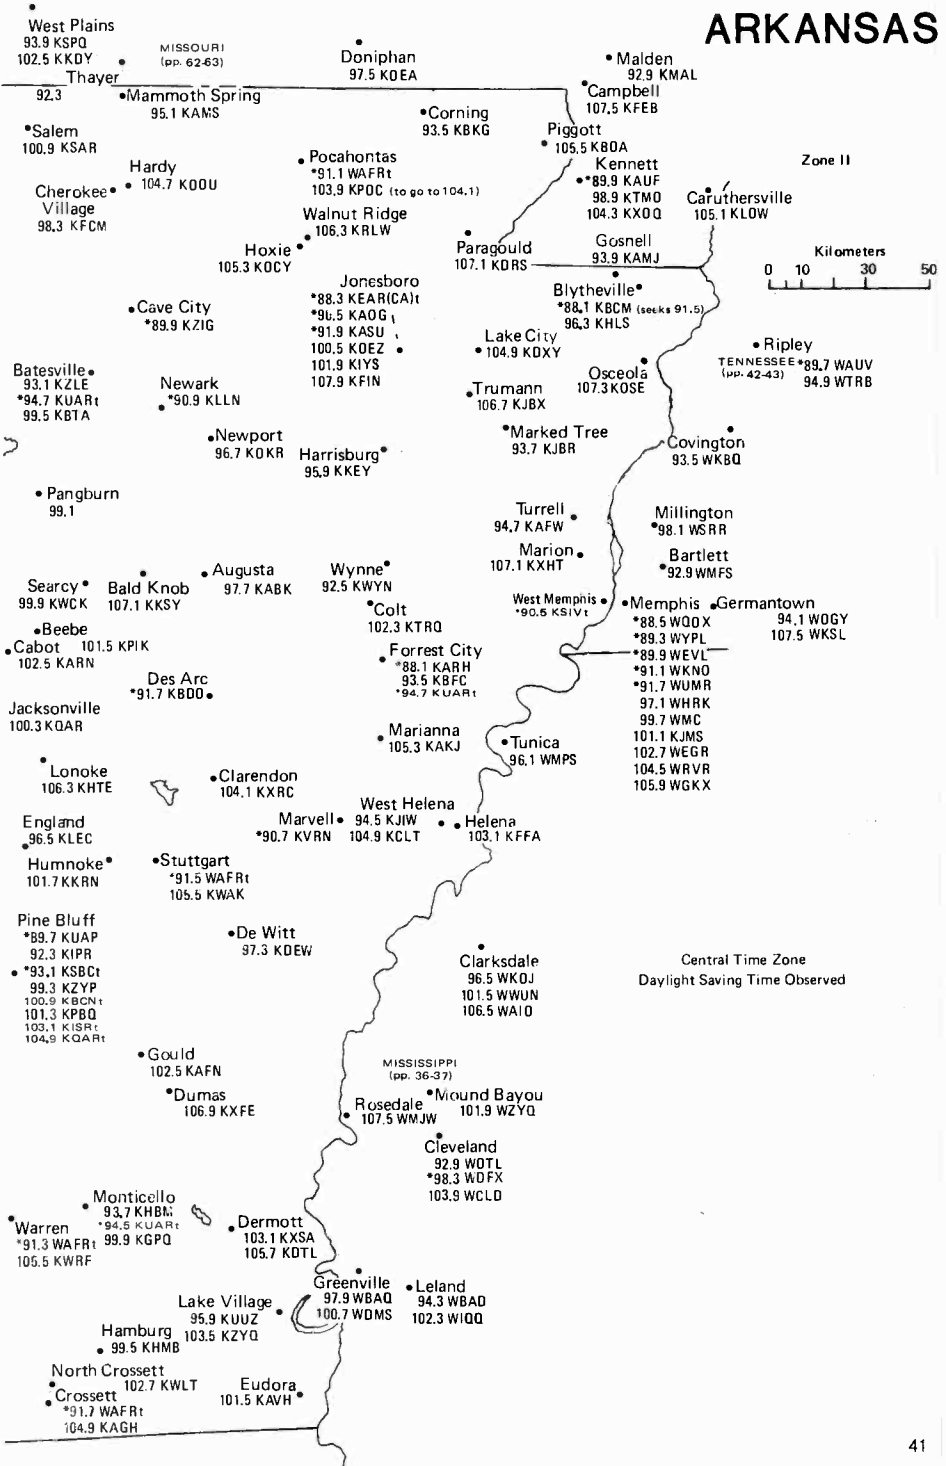 ARKANSAS
West Plains
93.9 KSPQ
102.5 KKDY
MISSOURI
(pp. 62-63)
Doniphan
97.5 KOEA
Malden
92.9 KMAL
Thayer
92.3
Mammoth Spring
95.1 KAMS
Campbell
107.5 KFEB
Corning
93.5 KBKG
Salem
100.9 KSAR
Piggott
105.5 KBOA
Hardy
104.7 KOOU
Pocahontas
*91.1 WAFRt
103.9 KPOC (to go to 104.1)
Kennett
*89.9 KAUF
98.9 KTMO
104.3 KXOQ
Zone II
Cherokee
Village
98.3 KFCM
Caruthersville
105.1 KLOW
Walnut Ridge
106.3 KRLW
Hoxie
105.3 KOCY
Paragould
107.1 KDRS
Gosnell
93.9 KAMJ
Kilometers
0 10 30 50
Jonesboro
*88.3 KEAR(CA)t
*90.5 KAOG
*91.9 KASU
100.5 KDEZ
101.9 KIYS
107.9 KFIN
Blytheville
*88.1 KBCM (seeks 91.5)
96.3 KHLS
Cave City
*89.9 KZIG
Lake City
104.9 KDXY
Ripley
*89.7 WAUV
94.9 WTRB
TENNESSEE
(pp. 42-43)
Batesville
93.1 KZLE
*94.7 KUARt
99.5 KBTA
Newark
*90.9 KLLN
Osceola
107.3 KOSE
Trumann
106.7 KJBX
Newport
96.7 KOKR
Harrisburg
95.9 KKEY
Marked Tree
93.7 KJBR
Covington
93.5 WKBQ
Pangburn
99.1
Turrell
94.7 KAFW
Millington
*98.1 WSRR
Marion
107.1 KXHT
Bartlett
*92.9 WMFS
Searcy
99.9 KWCK
Bald Knob
107.1 KKSY
Augusta
97.7 KABK
Wynne
92.5 KWYN
West Memphis
*90.5 KSIVt
Colt
102.3 KTRQ
Memphis
*88.5 WQOX
*89.3 WYPL
*89.9 WEVL
*91.1 WKNO
*91.7 WUMR
97.1 WHRK
99.7 WMC
101.1 KJMS
102.7 WEGR
104.5 WRVR
105.9 WGKX
Germantown
94.1 WOGY
107.5 WKSL
Beebe
101.5 KPIK
Cabot
102.5 KARN
Forrest City
*88.1 KARH
93.5 KBFC
*94.7 KUARt
Des Arc
*91.7 KBDO
Jacksonville
100.3 KQAR
Marianna
105.3 KAKJ
Tunica
96.1 WMPS
Lonoke
106.3 KHTE
Clarendon
104.1 KXRC
West Helena
94.5 KJIW
104.9 KCLT
Marvell
*90.7 KVRN
Helena
103.1 KFFA
England
96.5 KLEC
Humnoke
101.7 KKRN
Stuttgart
*91.5 WAFRt
105.5 KWAK
Pine Bluff
*89.7 KUAP
92.3 KIPR
*93.1 KSBCt
99.3 KZYP
100.9 KBCNt
101.3 KPBQ
103.1 KISRt
104.9 KQARt
De Witt
97.3 KDEW
Clarksdale
96.5 WKDJ
101.5 WWUN
106.5 WAID
Central Time Zone
Daylight Saving Time Observed
Gould
102.5 KAFN
MISSISSIPPI
(pp. 36-37)
Dumas
106.9 KXFE
Rosedale
107.5 WMJW
Mound Bayou
101.9 WZYQ
Cleveland
92.9 WDTL
*98.3 WDFX
103.9 WCLD
Monticello
93.7 KHBM
*94.5 KUARt
99.9 KGPQ
Warren
*91.3 WAFRt
105.5 KWRF
Dermott
103.1 KXSA
105.7 KDTL
Greenville
97.9 WBAQ
100.7 WDMS
Leland
94.3 WBAD
102.3 WIQQ
Lake Village
95.9 KUUZ
103.5 KZYQ
Hamburg
99.5 KHMB
North Crossett
102.7 KWLT
Crossett
*91.7 WAFRt
104.9 KAGH
Eudora
101.5 KAVH
41